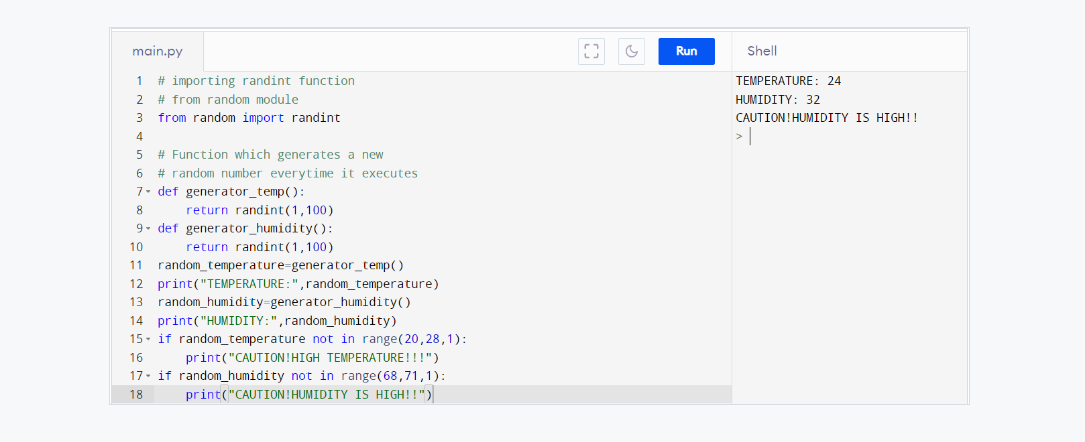 main.py
Run
Shell
1 # importing randint function
2 # from random module
3 from random import randint
4
5 # Function which generates a new
6 # random number everytime it executes
7 def generator_temp():
8     return randint(1,100)
9 def generator_humidity():
10     return randint(1,100)
11 random_temperature=generator_temp()
12 print("TEMPERATURE:",random_temperature)
13 random_humidity=generator_humidity()
14 print("HUMIDITY:",random_humidity)
15 if random_temperature not in range(20,28,1):
16     print("CAUTION!HIGH TEMPERATURE!!!")
17 if random_humidity not in range(68,71,1):
18     print("CAUTION!HUMIDITY IS HIGH!!")
TEMPERATURE: 24
HUMIDITY: 32
CAUTION!HUMIDITY IS HIGH!!
>